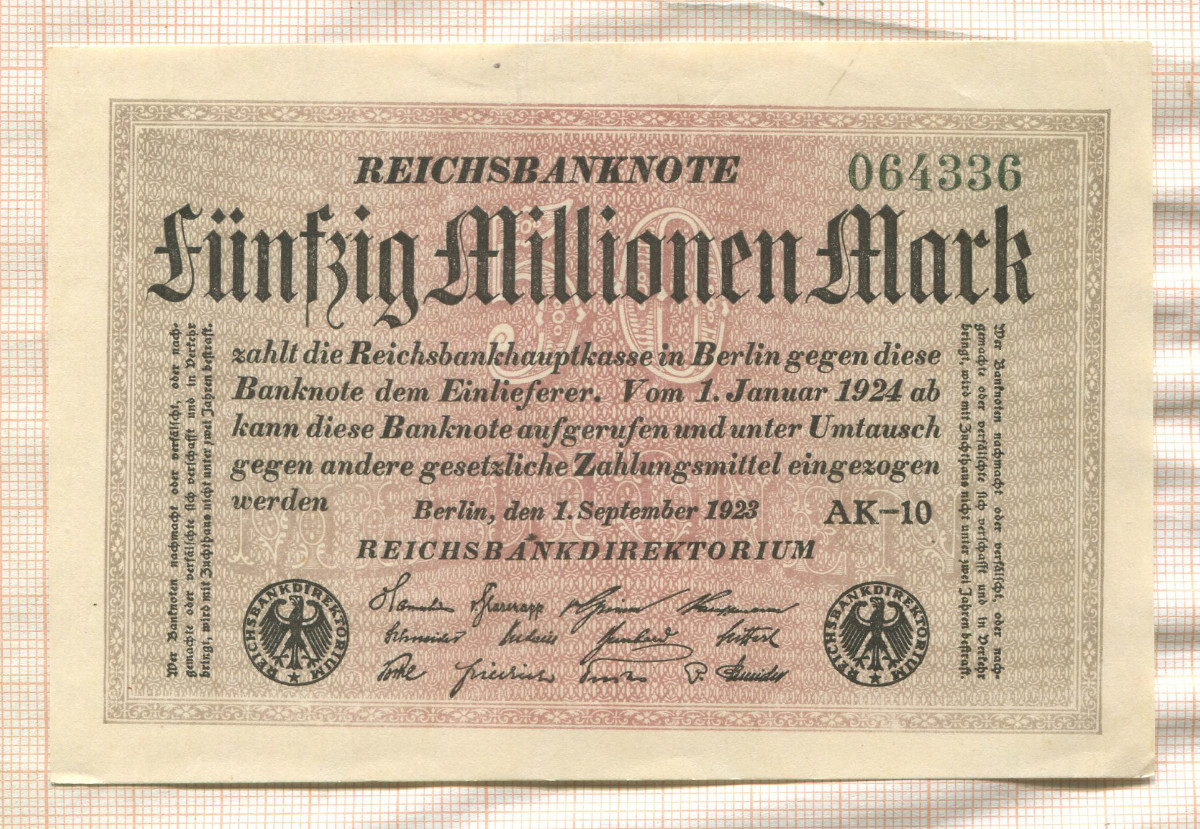 REICHSBANKNOTE
064336
50
Fünfzig Millionen Mark
zahlt die Reichsbankhauptkasse in Berlin gegen diese
Banknote dem Einlieferer. Vom 1. Januar 1924 ab
kann diese Banknote aufgerufen und unter Umtausch
gegen andere gesetzliche Zahlungsmittel eingezogen
werden
Berlin, den 1. September 1923
AK-10
REICHSBANKDIREKTORIUM
Wer Banknoten nachmacht oder verfälscht, oder nach-
gemachte oder verfälschte sich verschafft und in Verkehr
bringt, wird mit Zuchthaus nicht unter zwei Jahren bestraft.
Wer Banknoten nachmacht oder verfälscht, oder nach-
gemachte oder verfälschte sich verschafft und in Verkehr
bringt, wird mit Zuchthaus nicht unter zwei Jahren bestraft.
REICHSBANKDIREKTORIUM
REICHSBANKDIREKTORIUM
Schneider
Friedrich
P. Schneider